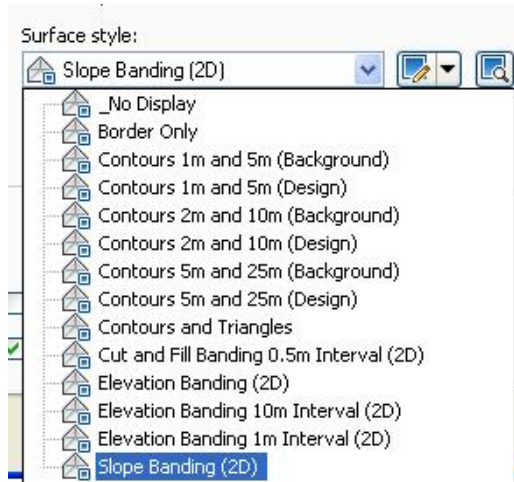 Surface style:
Slope Banding (2D)
_No Display
Border Only
Contours 1m and 5m (Background)
Contours 1m and 5m (Design)
Contours 2m and 10m (Background)
Contours 2m and 10m (Design)
Contours 5m and 25m (Background)
Contours 5m and 25m (Design)
Contours and Triangles
Cut and Fill Banding 0.5m Interval (2D)
Elevation Banding (2D)
Elevation Banding 10m Interval (2D)
Elevation Banding 1m Interval (2D)
Slope Banding (2D)